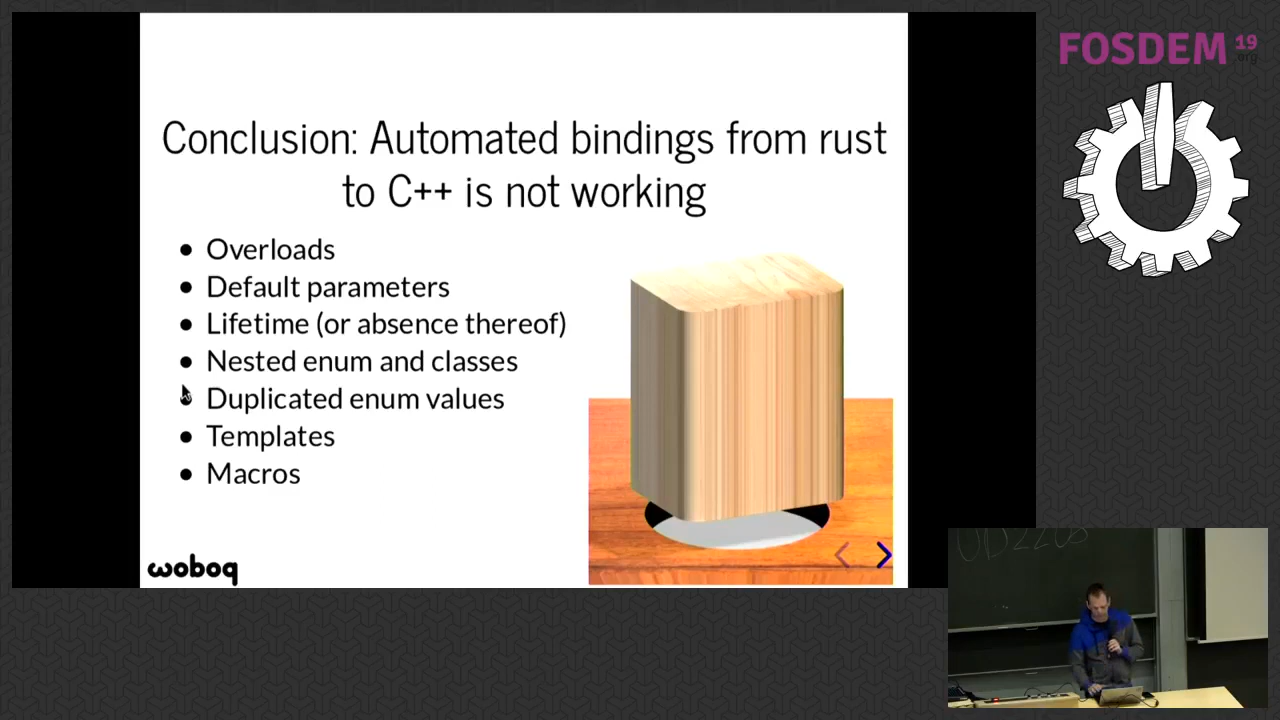 Conclusion: Automated bindings from rust
to C++ is not working
Overloads
Default parameters
Lifetime (or absence thereof)
Nested enum and classes
Duplicated enum values
Templates
Macros
woboq
FOSDEM 19
.org
UD2208